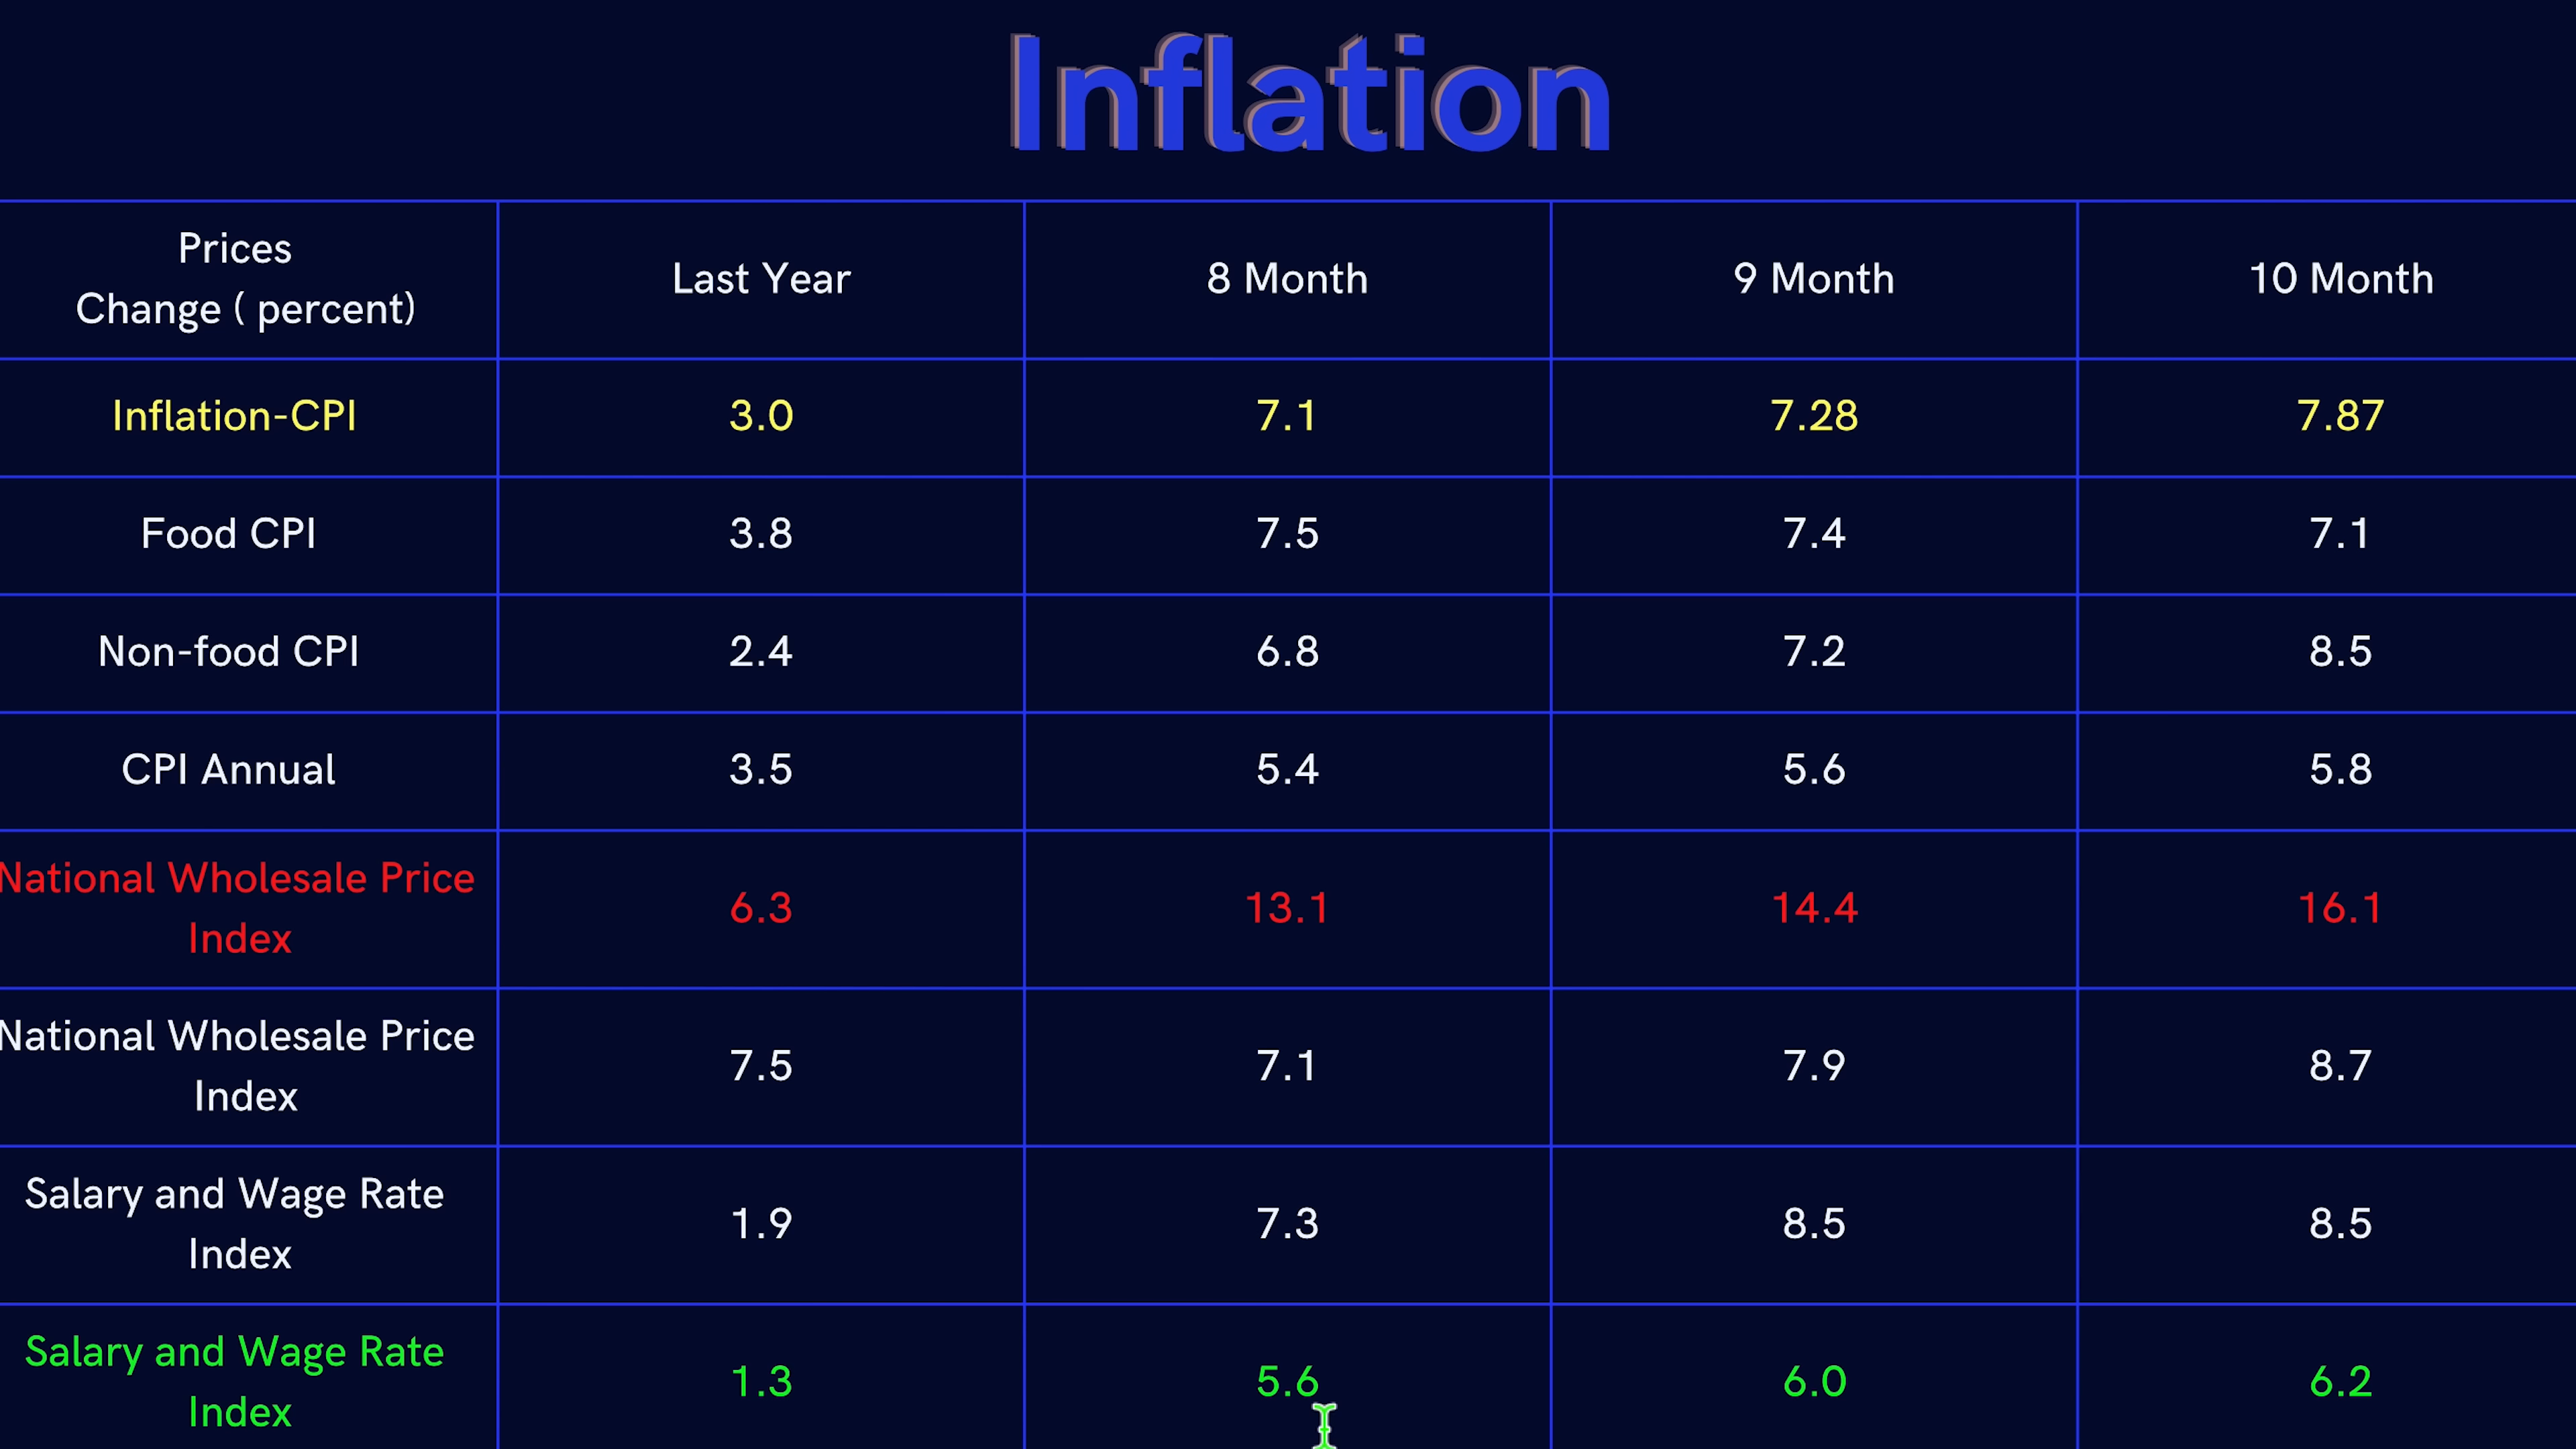 Inflation
Prices
Change ( percent)
Last Year
8 Month
9 Month
10 Month
Inflation-CPI
3.0
7.1
7.28
7.87
Food CPI
3.8
7.5
7.4
7.1
Non-food CPI
2.4
6.8
7.2
8.5
CPI Annual
3.5
5.4
5.6
5.8
National Wholesale Price
Index
6.3
13.1
14.4
16.1
National Wholesale Price
Index
7.5
7.1
7.9
8.7
Salary and Wage Rate
Index
1.9
7.3
8.5
8.5
Salary and Wage Rate
Index
1.3
5.6
6.0
6.2